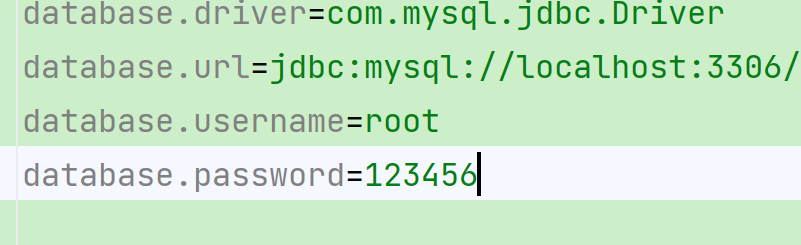 database.driver=com.mysql.jdbc.Driver
database.url=jdbc:mysql://localhost:3306/
database.username=root
database.password=123456